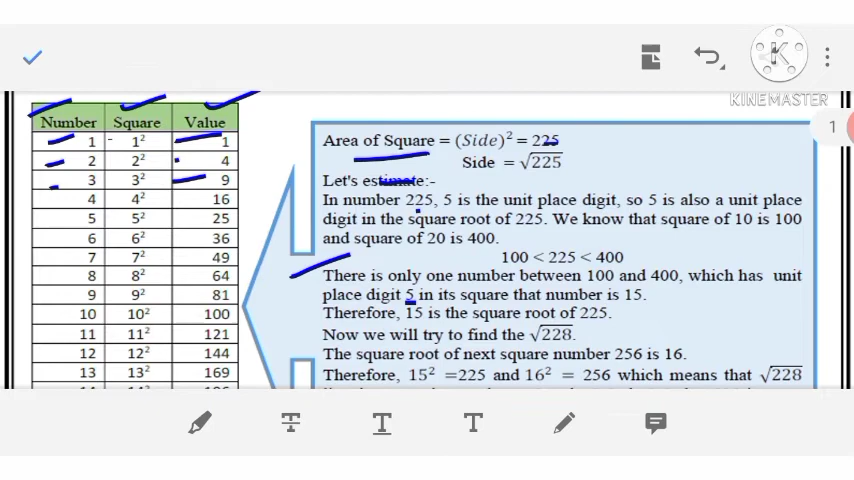 KINEMASTER
1
Number Square Value
1 1² 1
2 2² 4
3 3² 9
4 4² 16
5 5² 25
6 6² 36
7 7² 49
8 8² 64
9 9² 81
10 10² 100
11 11² 121
12 12² 144
13 13² 169
Area of Square = (Side)² = 225
Side = √225
Let's estimate:-
In number 225, 5 is the unit place digit, so 5 is also a unit place
digit in the square root of 225. We know that square of 10 is 100
and square of 20 is 400.
100 < 225 < 400
There is only one number between 100 and 400, which has unit
place digit 5 in its square that number is 15.
Therefore, 15 is the square root of 225.
Now we will try to find the √228.
The square root of next square number 256 is 16.
Therefore, 15² =225 and 16² = 256 which means that √228